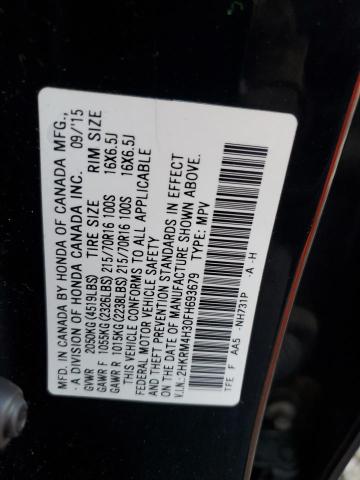 MFD. IN CANADA BY HONDA OF CANADA MFG.,
- A DIVISION OF HONDA CANADA INC. 09/'15
GVWR 2050KG(4519LBS) TIRE SIZE RIM SIZE
GAWR F 1055KG(2326LBS) 215/70R16 100S 16X6.5J
GAWR R 1015KG(2238LBS) 215/70R16 100S 16X6.5J
THIS VEHICLE CONFORMS TO ALL APPLICABLE
FEDERAL MOTOR VEHICLE SAFETY
AND THEFT PREVENTION STANDARDS IN EFFECT
ON THE DATE OF MANUFACTURE SHOWN ABOVE.
V.I.N.: 2HKRM4H30FH693679 TYPE: MPV
TFE F AA5 -NH731P -A -H